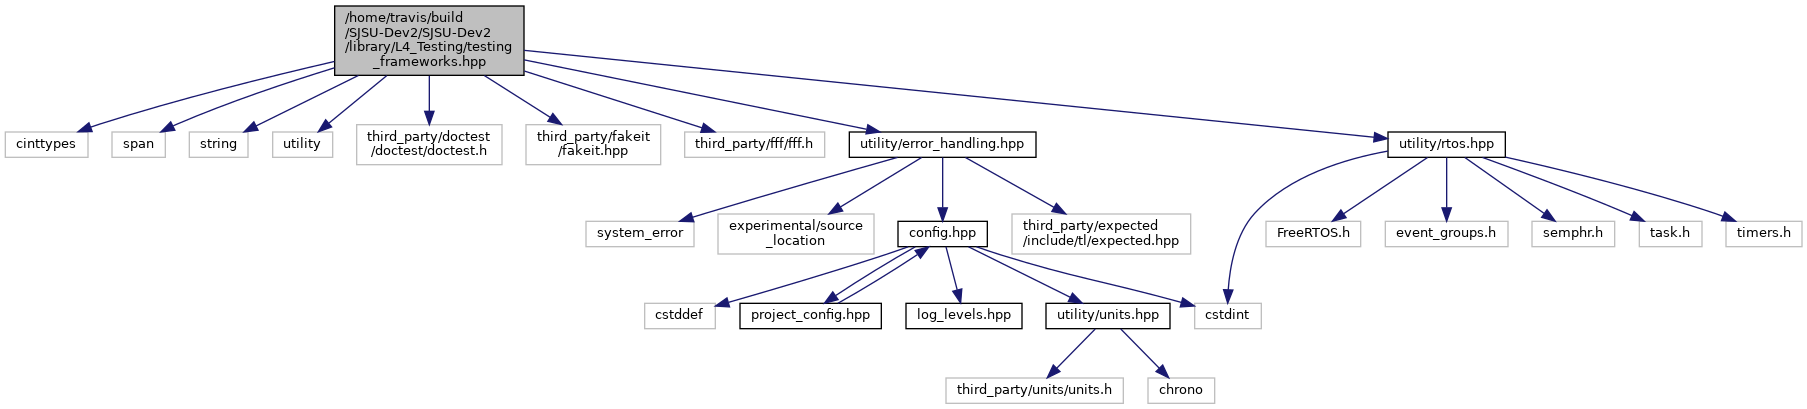 /home/travis/build
/SJSU-Dev2/SJSU-Dev2
/library/L4_Testing/testing
_frameworks.hpp
cinttypes
span
string
utility
third_party/doctest
/doctest/doctest.h
third_party/fakeit
/fakeit.hpp
third_party/fff/fff.h
utility/error_handling.hpp
utility/rtos.hpp
system_error
experimental/source
_location
config.hpp
third_party/expected
/include/tl/expected.hpp
FreeRTOS.h
event_groups.h
semphr.h
task.h
timers.h
cstddef
project_config.hpp
log_levels.hpp
utility/units.hpp
cstdint
third_party/units/units.h
chrono